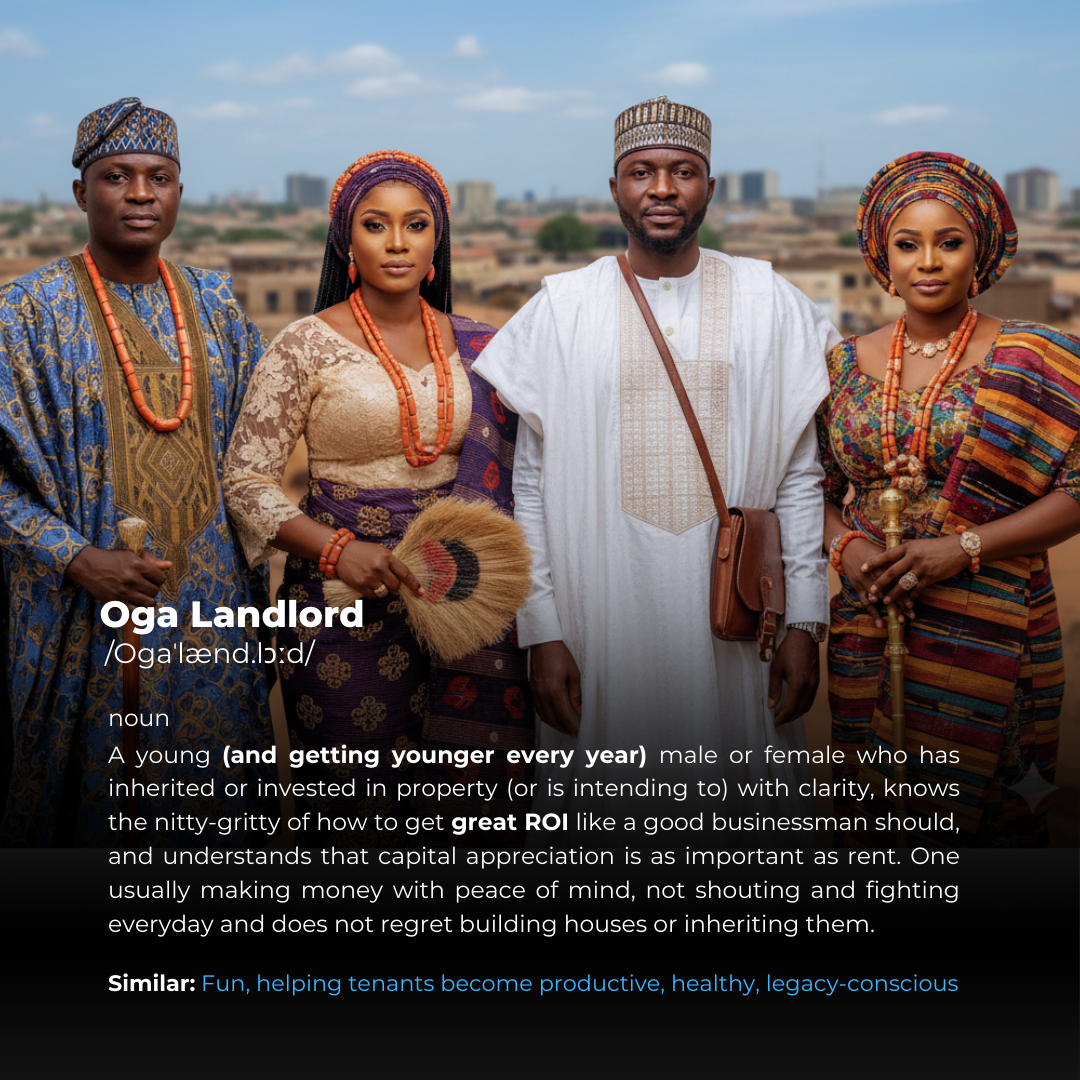 Oga Landlord
/Ogaˈlænd.lɔːd/
noun
A young (and getting younger every year) male or female who has
inherited or invested in property (or is intending to) with clarity, knows
the nitty-gritty of how to get great ROI like a good businessman should,
and understands that capital appreciation is as important as rent. One
usually making money with peace of mind, not shouting and fighting
everyday and does not regret building houses or inheriting them.
Similar: Fun, helping tenants become productive, healthy, legacy-conscious